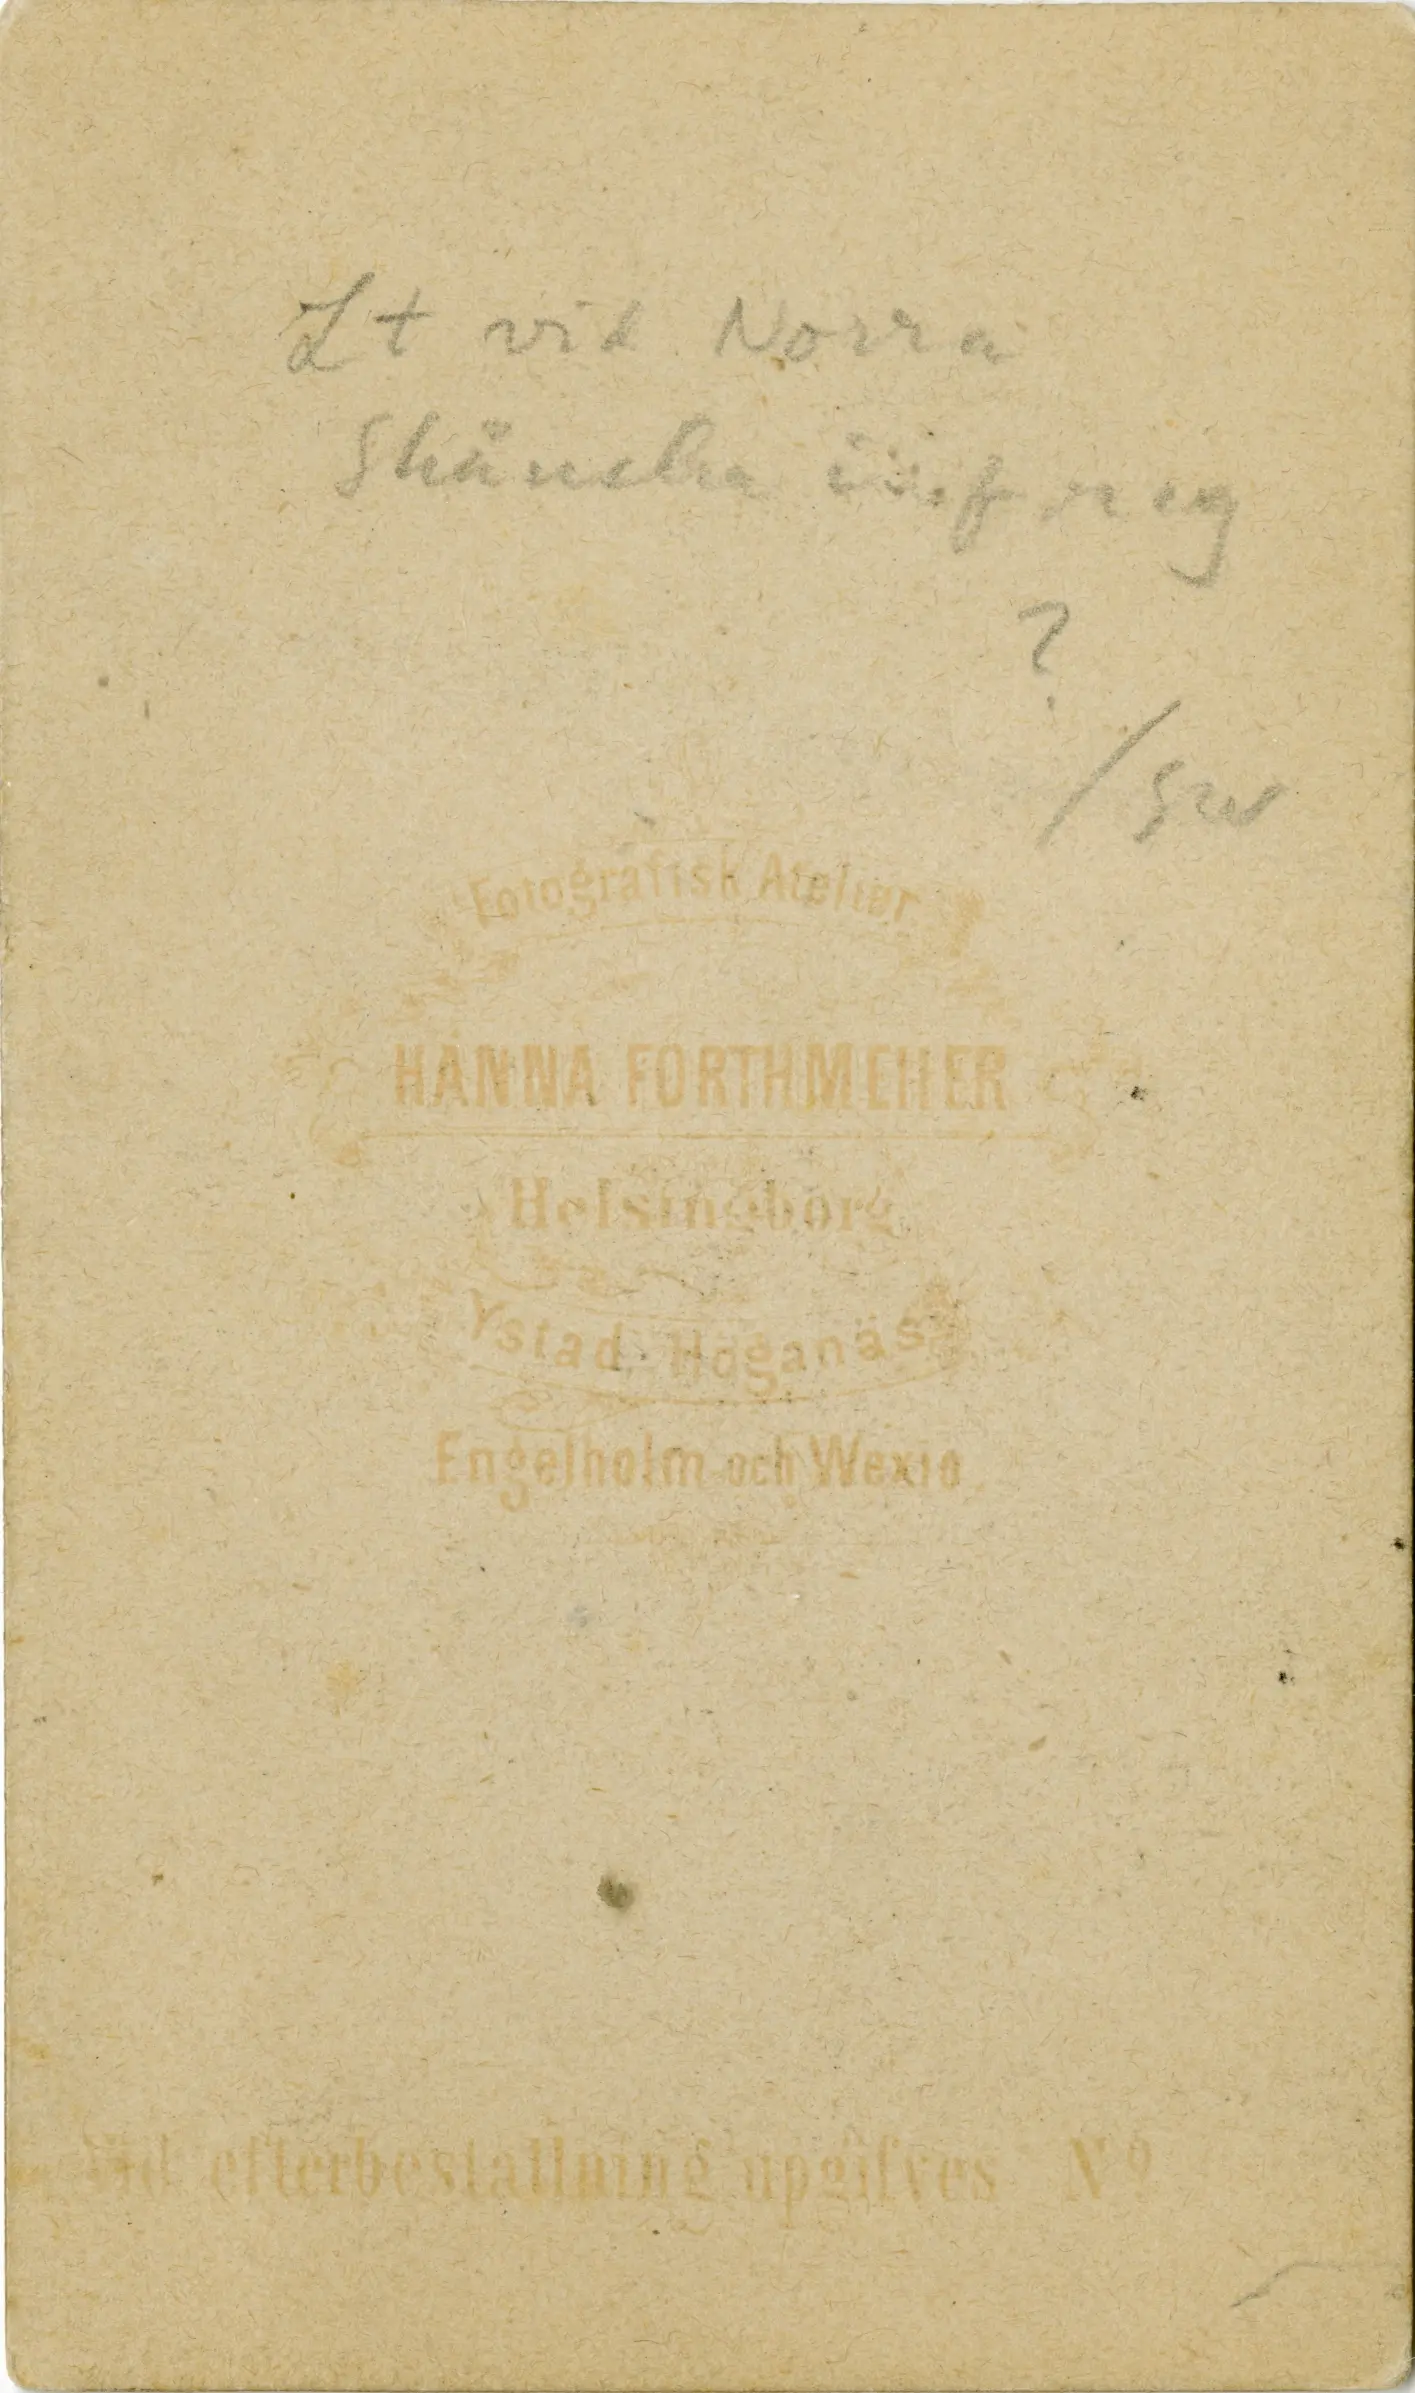 Lt vid Norra
Skånska inf reg
?
/GW
Fotografisk Atelier
HANNA FORTHMEIIER
Helsingborg
Ystad. Höganäs
Engelholm och Wexiö
Vid efterbeställning uppgifves Nº